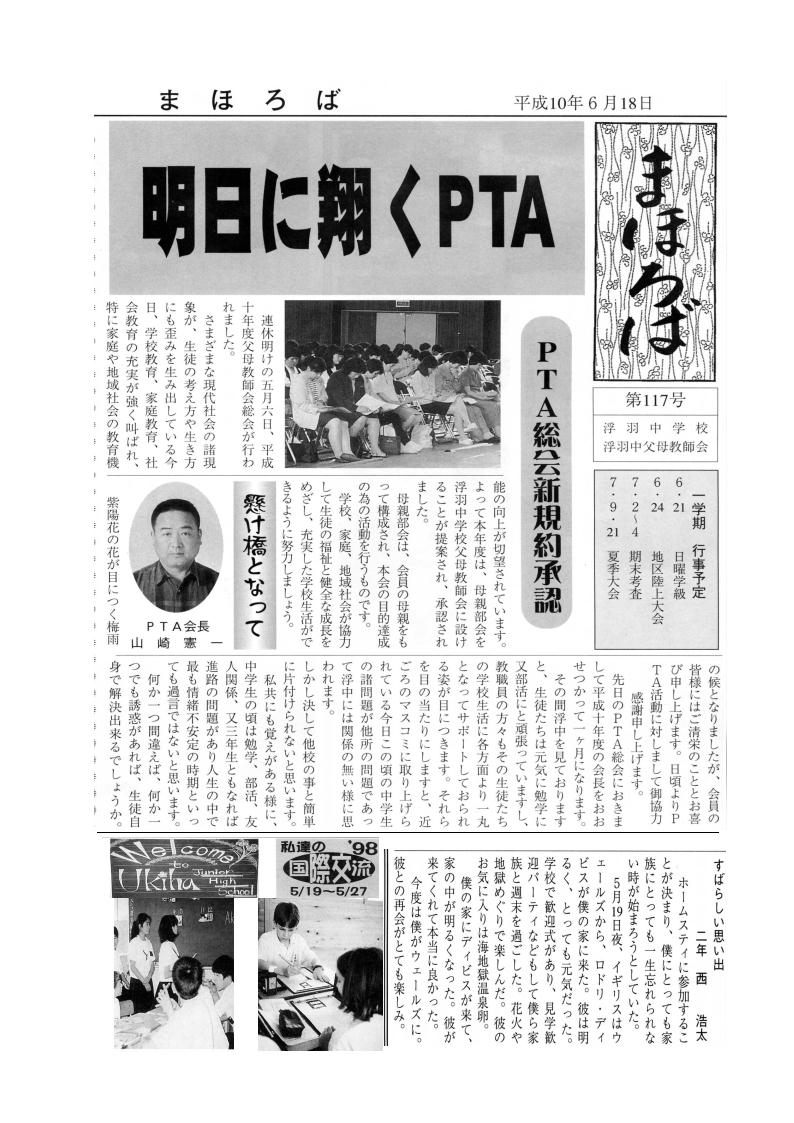 まほろば
平成10年6月18日
まほろば
第117号
浮羽中学校
浮羽中父母教師会
一学期 行事予定
6・21 日曜学級
6・24 地区陸上大会
7・2〜4 期末考査
7・9・21 夏季大会
明日に翔くPTA
PTA総会新規約承認
連休明けの五月六日、平成
十年度父母教師会総会が行わ
れました。
さまざまな現代社会の諸現
象が、生徒の考え方や生き方
にも歪みを生み出している今
日、学校教育、家庭教育、社
会教育の充実が強く叫ばれ、
特に家庭や地域社会の教育機
能の向上が切望されています。
よって本年度は、母親部会を
浮羽中学校父母教師会に設け
ることが提案され、承認され
ました。
母親部会は、会員の母親をも
って構成され、本会の目的達成
の為の活動を行うものです。
学校、家庭、地域社会が協力
して生徒の福祉と健全な成長を
めざし、充実した学校生活がで
きるように努力しましょう。
懸け橋となって
PTA会長
山崎憲一
紫陽花の花が目につく梅雨
の候となりましたが、会員の
皆様にはご清栄のこととお喜
び申し上げます。日頃よりP
TA活動に対しまして御協力
感謝申し上げます。
先日のPTA総会におきま
して平成十年度の会長をおお
せつかって一ケ月になります。
その間浮中を見ております
と、生徒たちは元気に勉学に
又部活にと頑張っていますし、
教職員の方々もその生徒たち
の学校生活に各方面より一丸
となってサポートしておられ
る姿が目につきます。それら
を目の当たりにしますと、近
ごろのマスコミに取り上げら
れている今日この頃の中学生
の諸問題が他所の問題であっ
て浮中には関係の無い様に思
われます。
しかし決して他校の事と簡単
に片付けられないと思います。
私共にも覚えがある様に、
中学生の頃は勉学、部活、友
人関係、又三年生ともなれば
進路の問題があり人生の中で
最も情緒不安定の時期といっ
ても過言ではないと思います。
何か一つ間違えば、何か一
つでも誘惑があれば、生徒自
身で解決出来るでしょうか。
Welcome
to
Ukiha Junior
High
School
私達の'98
国際交流
5/19〜5/27
すばらしい思い出
二年 西 浩太
ホームスティに参加するこ
とが決まり、僕にとっても家
族にとっても一生忘れられな
い時が始まろうとしていた。
5月19日夜、イギリスはウ
ェールズから、ロドリ・ディ
ビスが僕の家に来た。彼は明
るく、とっても元気だった。
学校で歓迎式があり、見学歓
迎パーティなどもして僕ら家
族と週末を過ごした。花火や
地獄めぐりで楽しんだ。彼の
お気に入りは海地獄温泉卵。
僕の家にディビスが来て、
家の中が明るくなった。彼が
来てくれて本当に良かった。
今度は僕がウェールズに。
彼との再会がとても楽しみ。